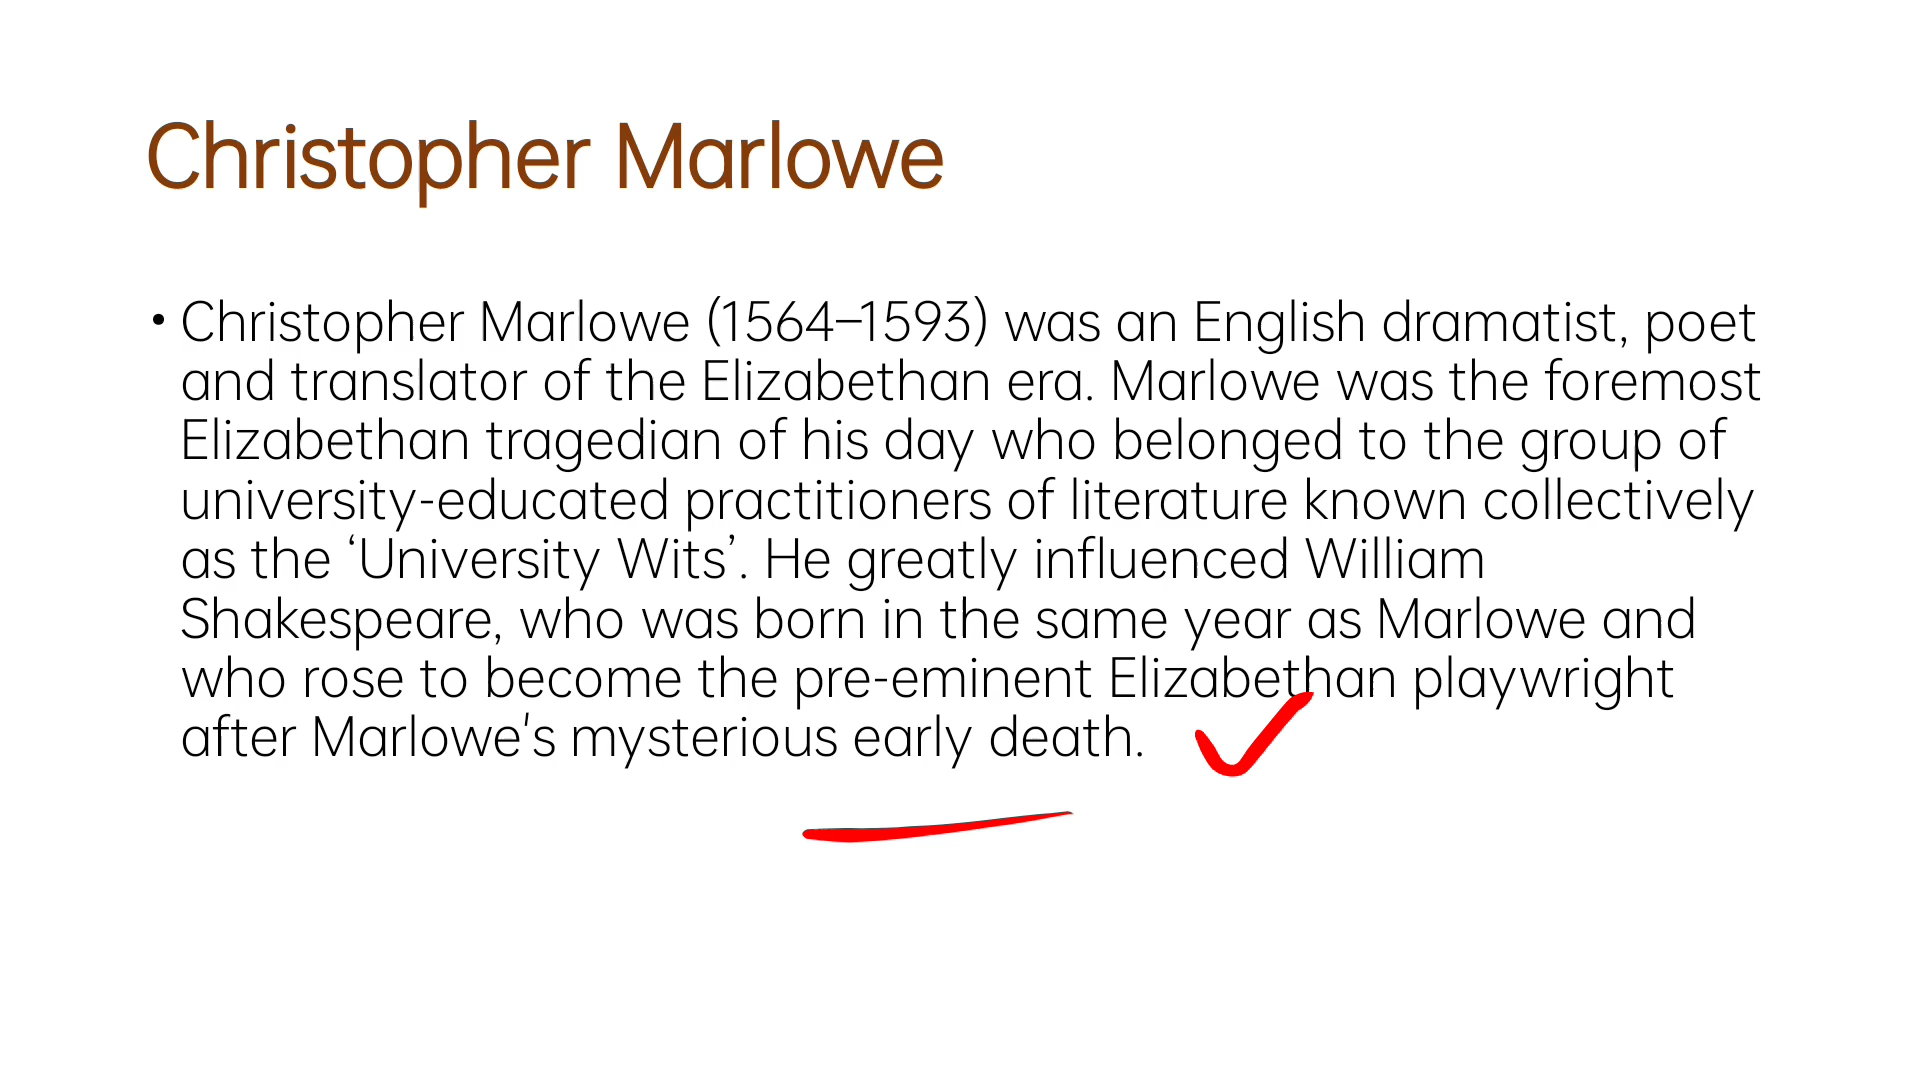 Christopher Marlowe
• Christopher Marlowe (1564–1593) was an English dramatist, poet
and translator of the Elizabethan era. Marlowe was the foremost
Elizabethan tragedian of his day who belonged to the group of
university-educated practitioners of literature known collectively
as the ‘University Wits’. He greatly influenced William
Shakespeare, who was born in the same year as Marlowe and
who rose to become the pre-eminent Elizabethan playwright
after Marlowe's mysterious early death.